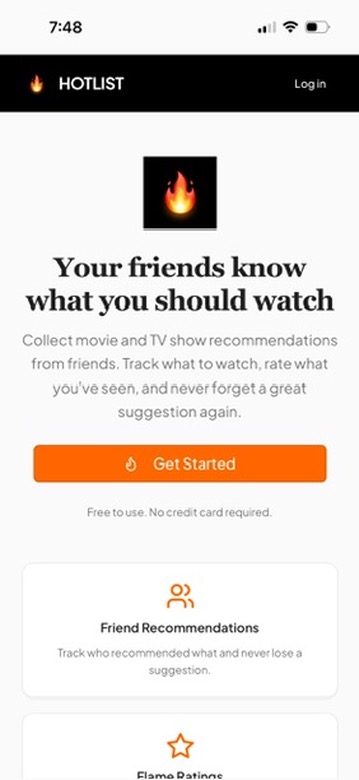 7:48
HOTLIST
Log in
Your friends know
what you should watch
Collect movie and TV show recommendations
from friends. Track what to watch, rate what
you've seen, and never forget a great
suggestion again.
Get Started
Free to use. No credit card required.
Friend Recommendations
Track who recommended what and never lose a
suggestion.
Flame Ratings